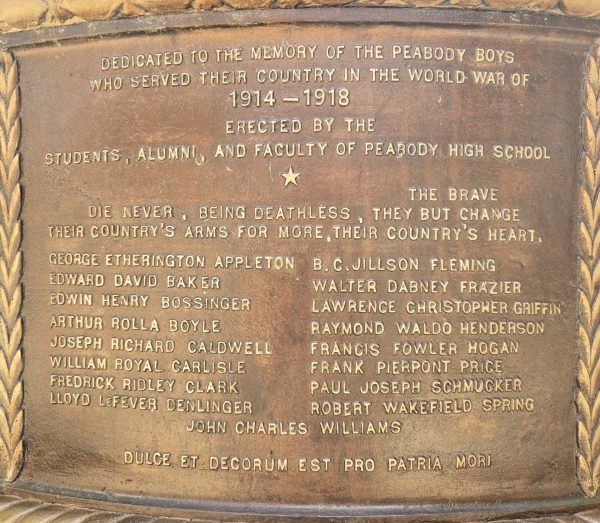 DEDICATED TO THE MEMORY OF THE PEABODY BOYS
WHO SERVED THEIR COUNTRY IN THE WORLD WAR OF
1914 – 1918
ERECTED BY THE
STUDENTS, ALUMNI, AND FACULTY OF PEABODY HIGH SCHOOL
THE BRAVE
DIE NEVER, BEING DEATHLESS, THEY BUT CHANGE
THEIR COUNTRY'S ARMS FOR MORE, THEIR COUNTRY'S HEART.
GEORGE ETHERINGTON APPLETON
EDWARD DAVID BAKER
EDWIN HENRY BOSSINGER
ARTHUR ROLLA BOYLE
JOSEPH RICHARD CALDWELL
WILLIAM ROYAL CARLISLE
FREDRICK RIDLEY CLARK
LLOYD LeFEVER DENLINGER
B. C. JILLSON FLEMING
WALTER DABNEY FRAZIER
LAWRENCE CHRISTOPHER GRIFFIN
RAYMOND WALDO HENDERSON
FRANCIS FOWLER HOGAN
FRANK PIERPONT PRICE
PAUL JOSEPH SCHMUCKER
ROBERT WAKEFIELD SPRING
JOHN CHARLES WILLIAMS
DULCE ET DECORUM EST PRO PATRIA MORI